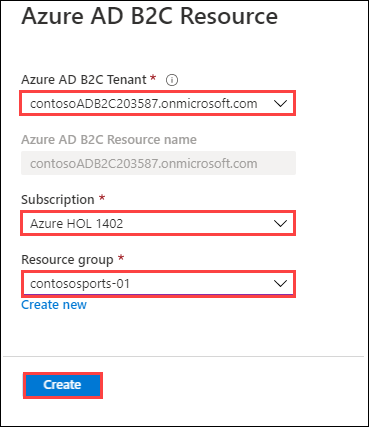 Azure AD B2C Resource
Azure AD B2C Tenant *
contosoADB2C203587.onmicrosoft.com
Azure AD B2C Resource name
contosoADB2C203587.onmicrosoft.com
Subscription *
Azure HOL 1402
Resource group *
contososports-01
Create new
Create